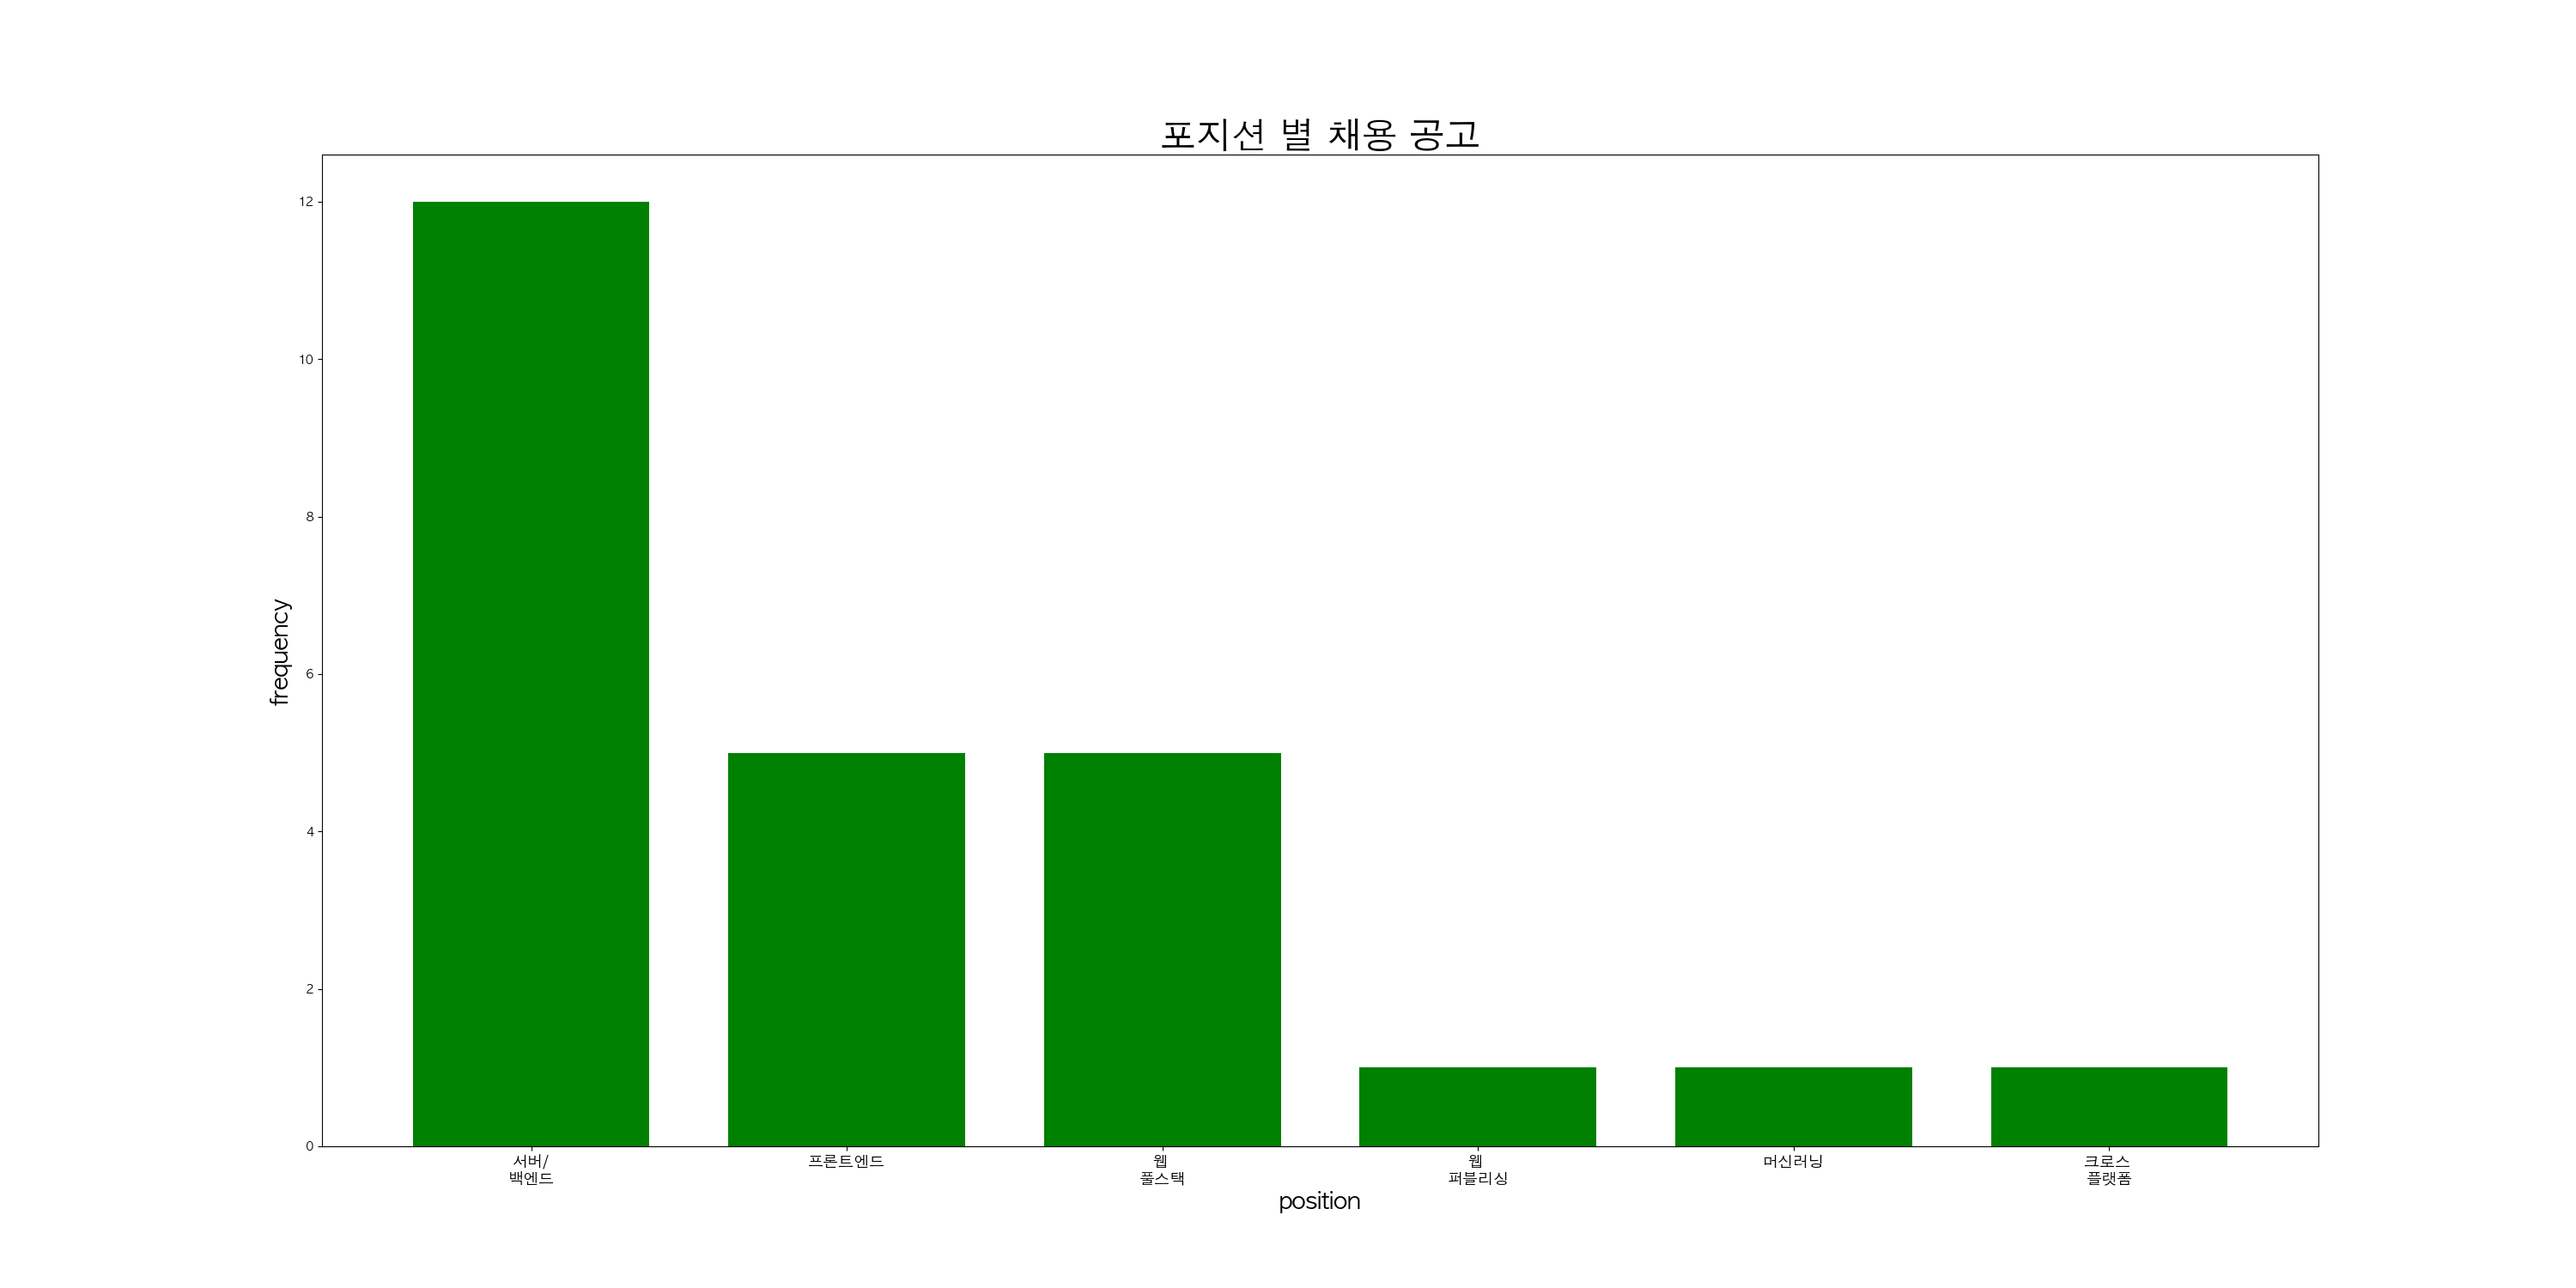 포지션 별 채용 공고
12
10
8
6
4
2
0
frequency
서버/
백엔드
프론트엔드
웹
풀스택
웹
퍼블리싱
머신러닝
크로스
플랫폼
position